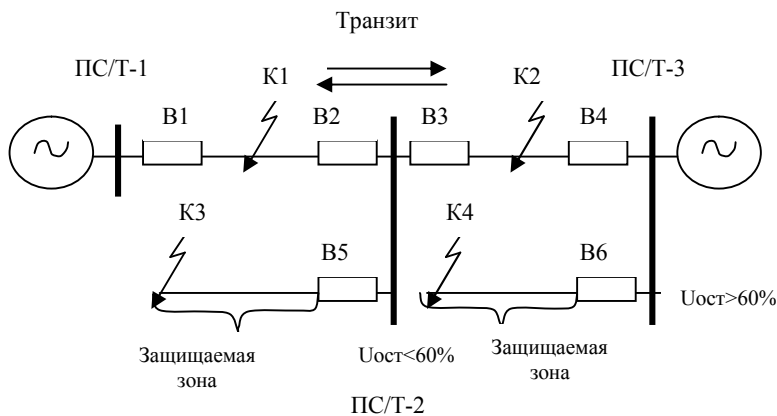 Транзит
ПС/Т-1
К1
К2
ПС/Т-3
В1
В2
В3
В4
К3
К4
В5
В6
Uост>60%
Защищаемая
зона
Uост<60%
Защищаемая
зона
ПС/Т-2